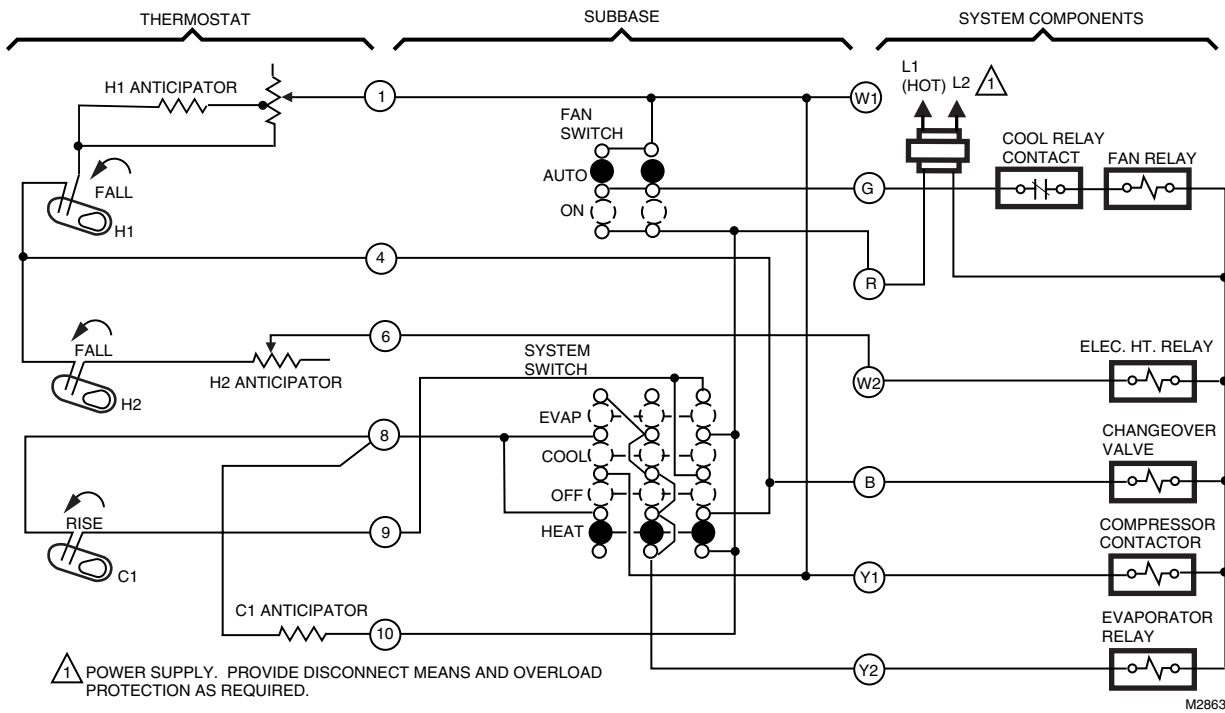 THERMOSTAT
SUBBASE
SYSTEM COMPONENTS
H1 ANTICIPATOR
1
FAN
SWITCH
AUTO
ON
W1
L1
(HOT)
L2
1
COOL RELAY
CONTACT
FAN RELAY
G
FALL
H1
4
R
6
FALL
H2 ANTICIPATOR
H2
SYSTEM
SWITCH
W2
ELEC. HT. RELAY
EVAP
8
COOL
OFF
HEAT
B
CHANGEOVER
VALVE
RISE
9
C1
COMPRESSOR
CONTACTOR
Y1
C1 ANTICIPATOR
10
EVAPORATOR
RELAY
Y2
1
POWER SUPPLY. PROVIDE DISCONNECT MEANS AND OVERLOAD
PROTECTION AS REQUIRED.
M2863